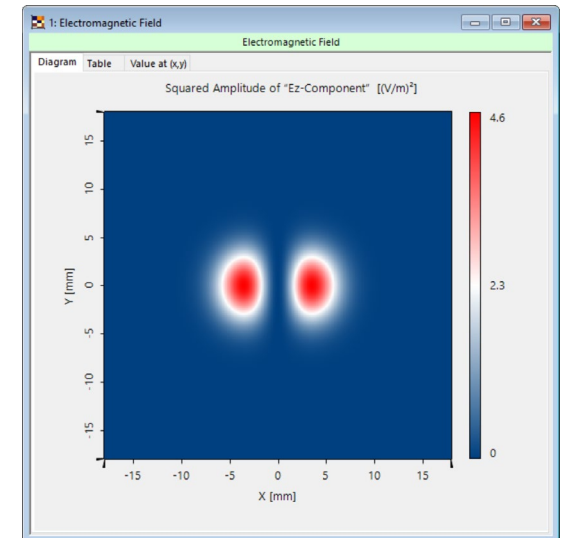 1: Electromagnetic Field
Electromagnetic Field
Diagram Table Value at (x,y)
Squared Amplitude of "Ez-Component" [(V/m)²]
15
10
5
0
-5
-10
-15
Y [mm]
-15 -10 -5 0 5 10 15
X [mm]
4.6
2.3
0